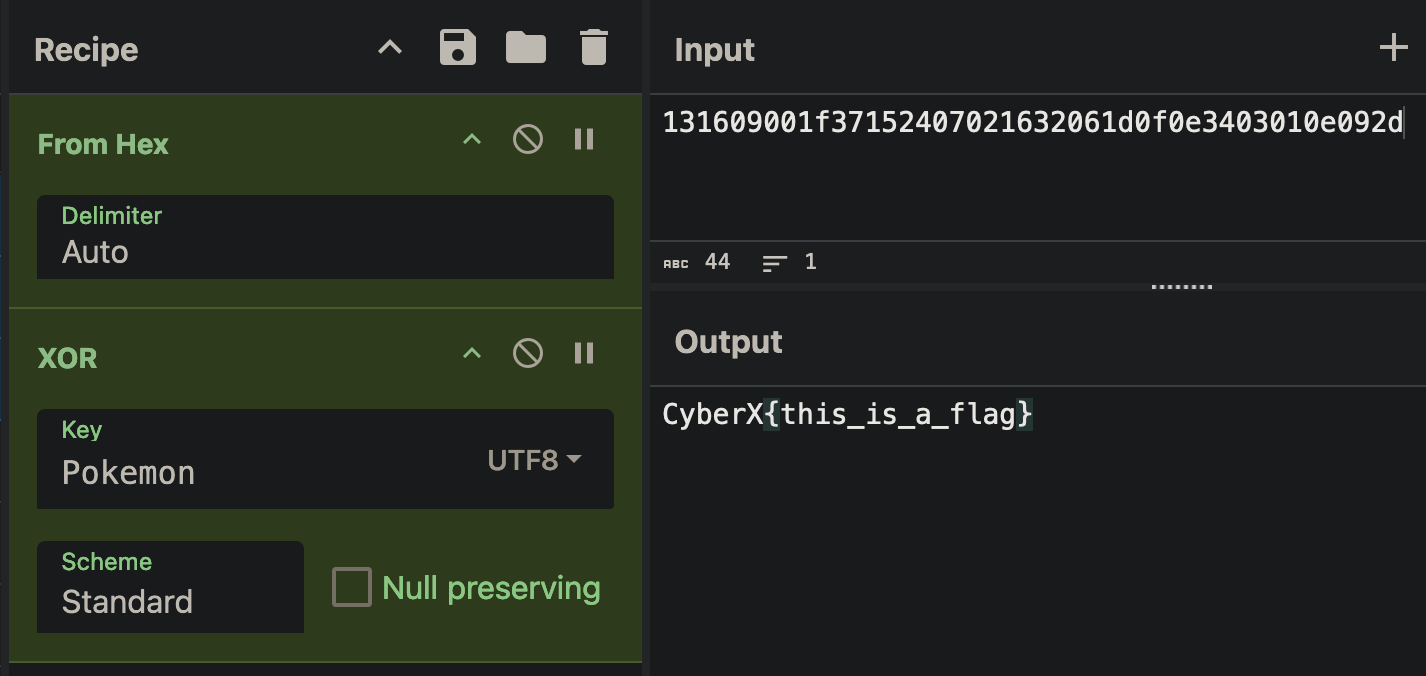 Recipe
From Hex
Delimiter
Auto
XOR
Key
Pokemon
UTF8
Scheme
Standard
Null preserving
Input
131609001f37152407021632061d0f0e3403010e092d
ABC 44 1
Output
CyberX{this_is_a_flag}